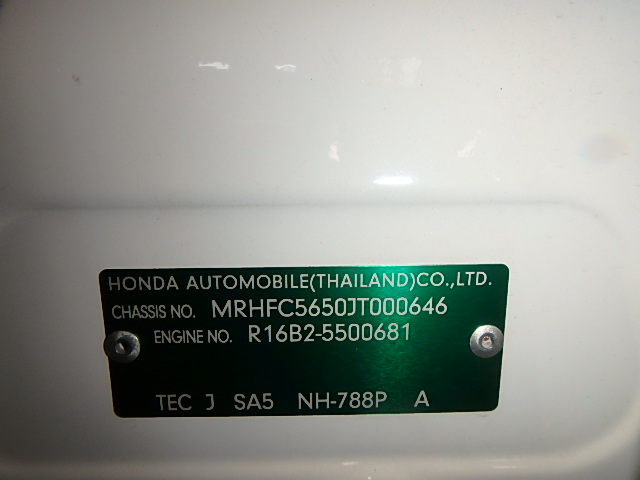 HONDA AUTOMOBILE(THAILAND)CO.,LTD.
CHASSIS NO. MRHFC5650JT000646
ENGINE NO. R16B2-5500681
TEC J SA5 NH-788P A